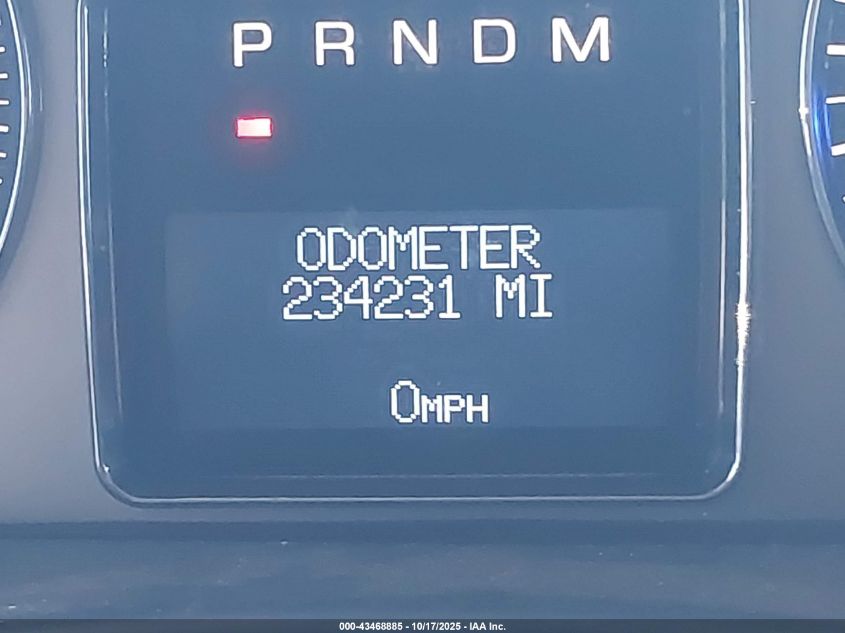 P R N D M
ODOMETER
234231 MI
0MPH
000-43468885 - 10/17/2025 - IAA Inc.